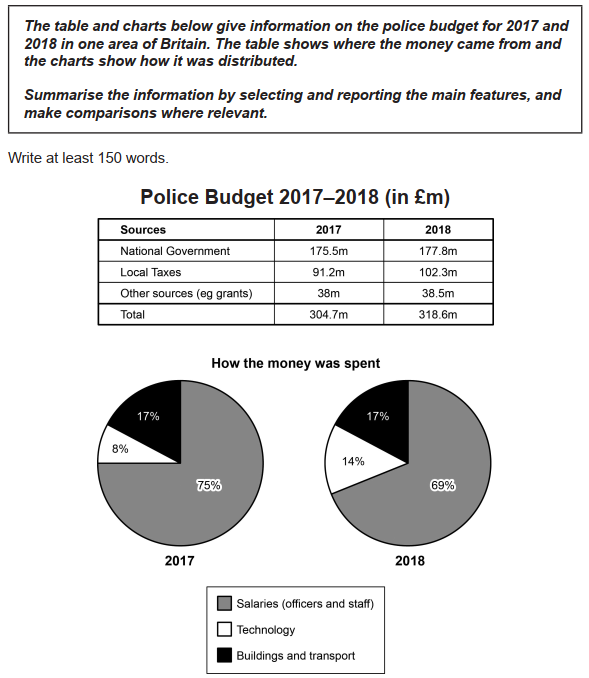 The table and charts below give information on the police budget for 2017 and
2018 in one area of Britain. The table shows where the money came from and
the charts show how it was distributed.
Summarise the information by selecting and reporting the main features, and
make comparisons where relevant.
Write at least 150 words.
Police Budget 2017–2018 (in £m)
Sources 2017 2018
National Government 175.5m 177.8m
Local Taxes 91.2m 102.3m
Other sources (eg grants) 38m 38.5m
Total 304.7m 318.6m
How the money was spent
17% 17%
8% 14%
75% 69%
2017 2018
Salaries (officers and staff)
Technology
Buildings and transport